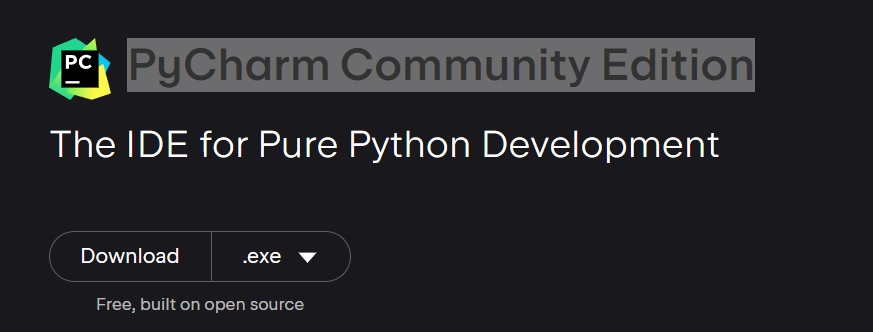 PC
PyCharm Community Edition
The IDE for Pure Python Development
Download
.exe
Free, built on open source